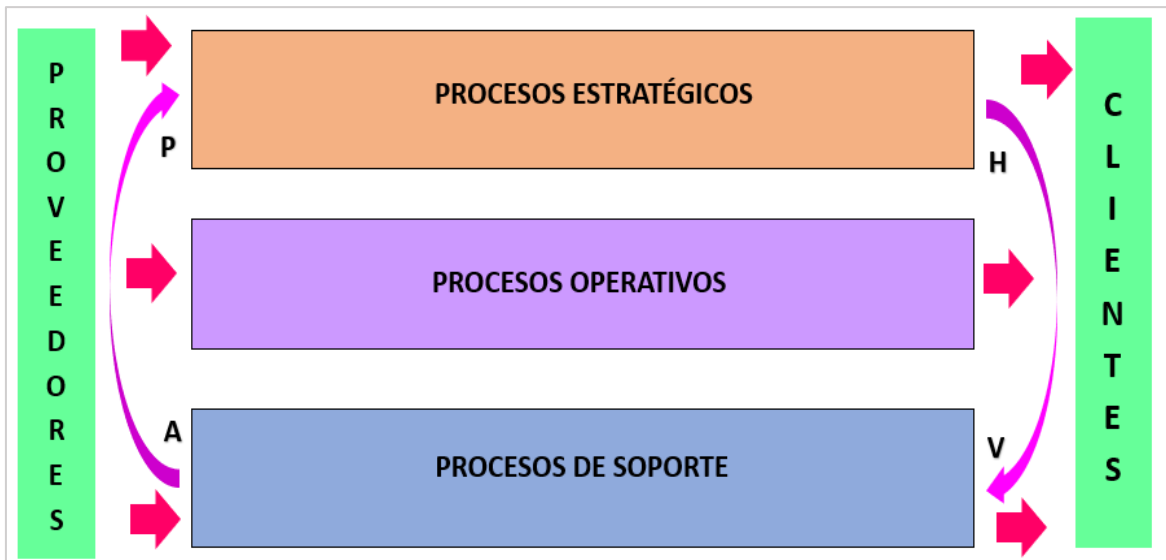 PROVEEDORES
PROCESOS ESTRATÉGICOS
P
H
CLIENTES
PROCESOS OPERATIVOS
A
V
PROCESOS DE SOPORTE